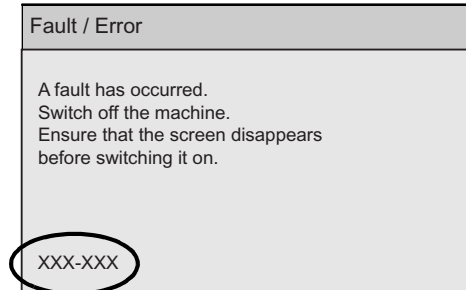 Fault / Error
A fault has occurred.
Switch off the machine.
Ensure that the screen disappears
before switching it on.
XXX-XXX